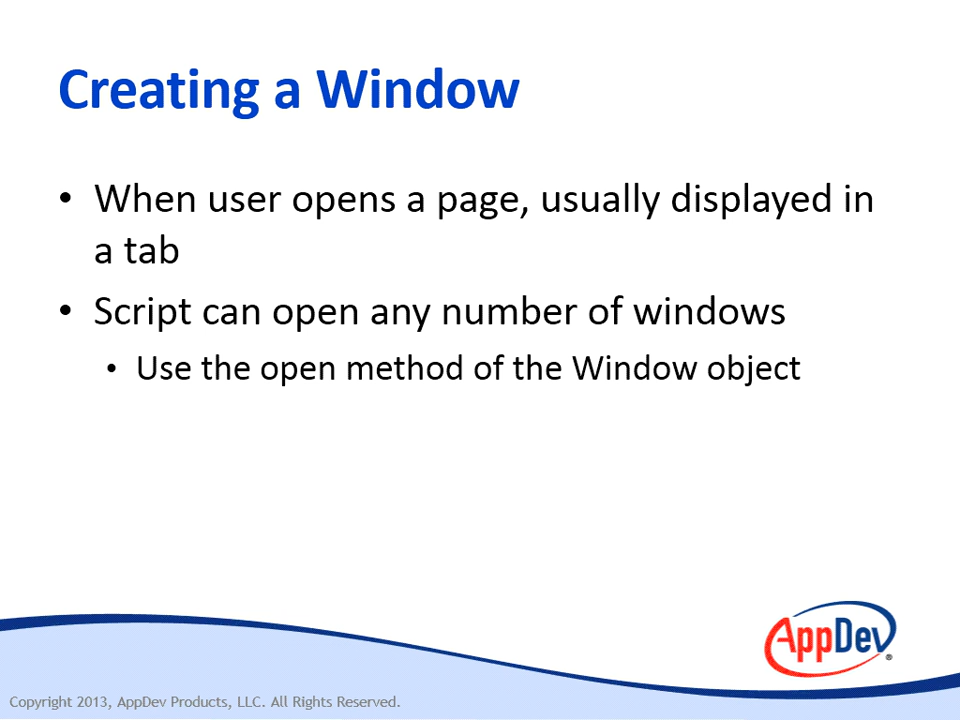 Creating a Window
• When user opens a page, usually displayed in
a tab
• Script can open any number of windows
• Use the open method of the Window object
AppDev®
Copyright 2013, AppDev Products, LLC. All Rights Reserved.